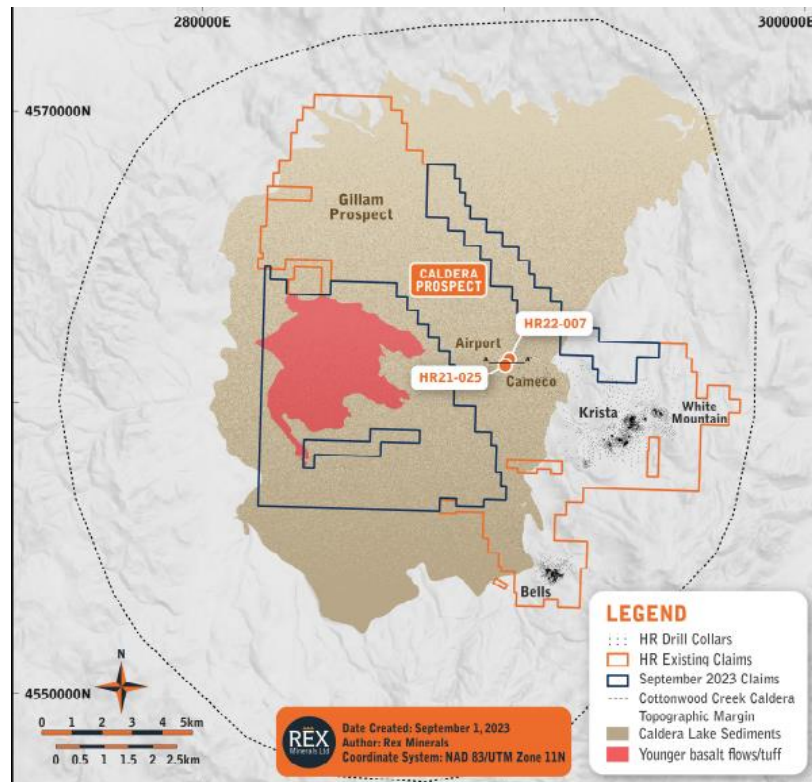 280000E
300000E
4570000N
Gillam
Prospect
CALDERA
PROSPECT
HR22-007
Airport
A
A'
HR21-025
Cameco
Krista
White
Mountain
Bells
4550000N
N
0 1 2 3 4 5km
0 0.5 1 1.5 2 2.5km
REX
Minerals Ltd
Date Created: September 1, 2023
Author: Rex Minerals
Coordinate System: NAD 83/UTM Zone 11N
LEGEND
HR Drill Collars
HR Existing Claims
September 2023 Claims
Cottonwood Creek Caldera
Topographic Margin
Caldera Lake Sediments
Younger basalt flows/tuff